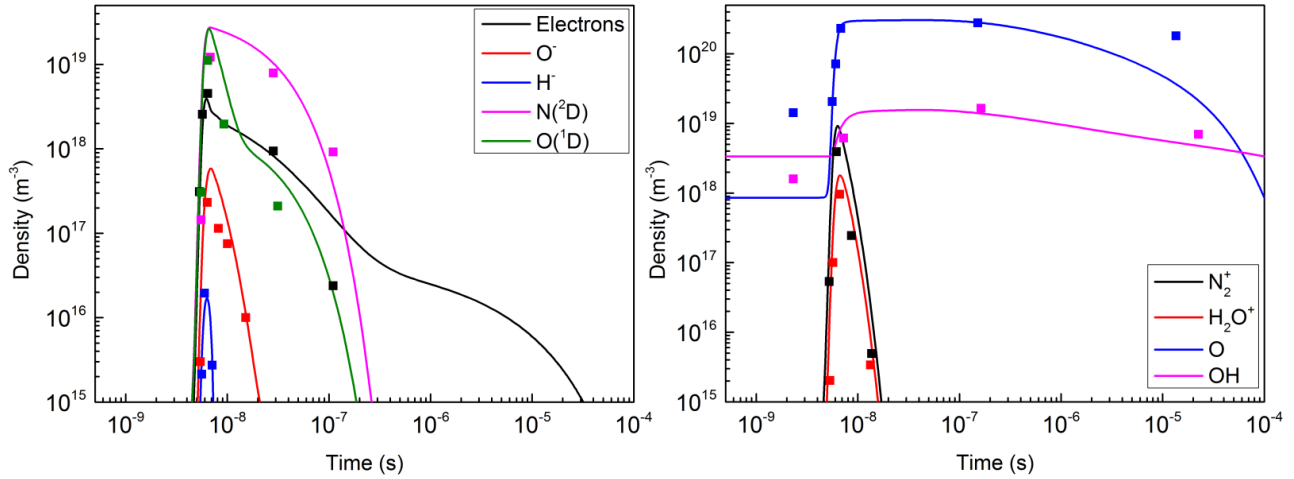 Electrons
O⁻
H⁻
N(²D)
O(¹D)
10¹⁹
10¹⁸
10¹⁷
10¹⁶
10¹⁵
Density (m⁻³)
10⁻⁹
10⁻⁸
10⁻⁷
10⁻⁶
10⁻⁵
10⁻⁴
Time (s)
10²⁰
10¹⁹
10¹⁸
10¹⁷
10¹⁶
10¹⁵
Density (m⁻³)
N₂⁺
H₂O⁺
O
OH
10⁻⁹
10⁻⁸
10⁻⁷
10⁻⁶
10⁻⁵
10⁻⁴
Time (s)